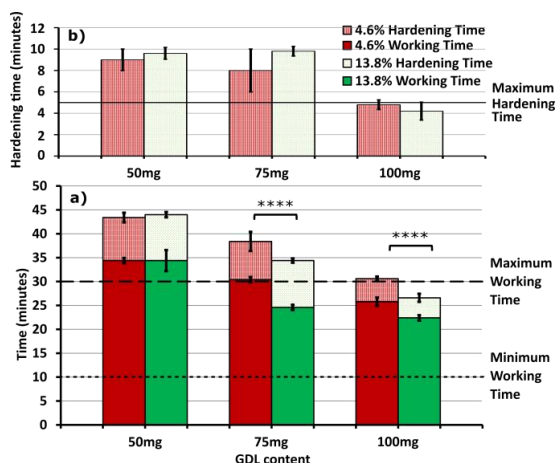 b)
Hardening time (minutes)
12
10
8
6
4
2
0
4.6% Hardening Time
4.6% Working Time
13.8% Hardening Time
13.8% Working Time
Maximum
Hardening
Time
50mg
75mg
100mg
a)
Time (minutes)
50
45
40
35
30
25
20
15
10
5
0
****
****
Maximum
Working
Time
Minimum
Working
Time
50mg
75mg
100mg
GDL content